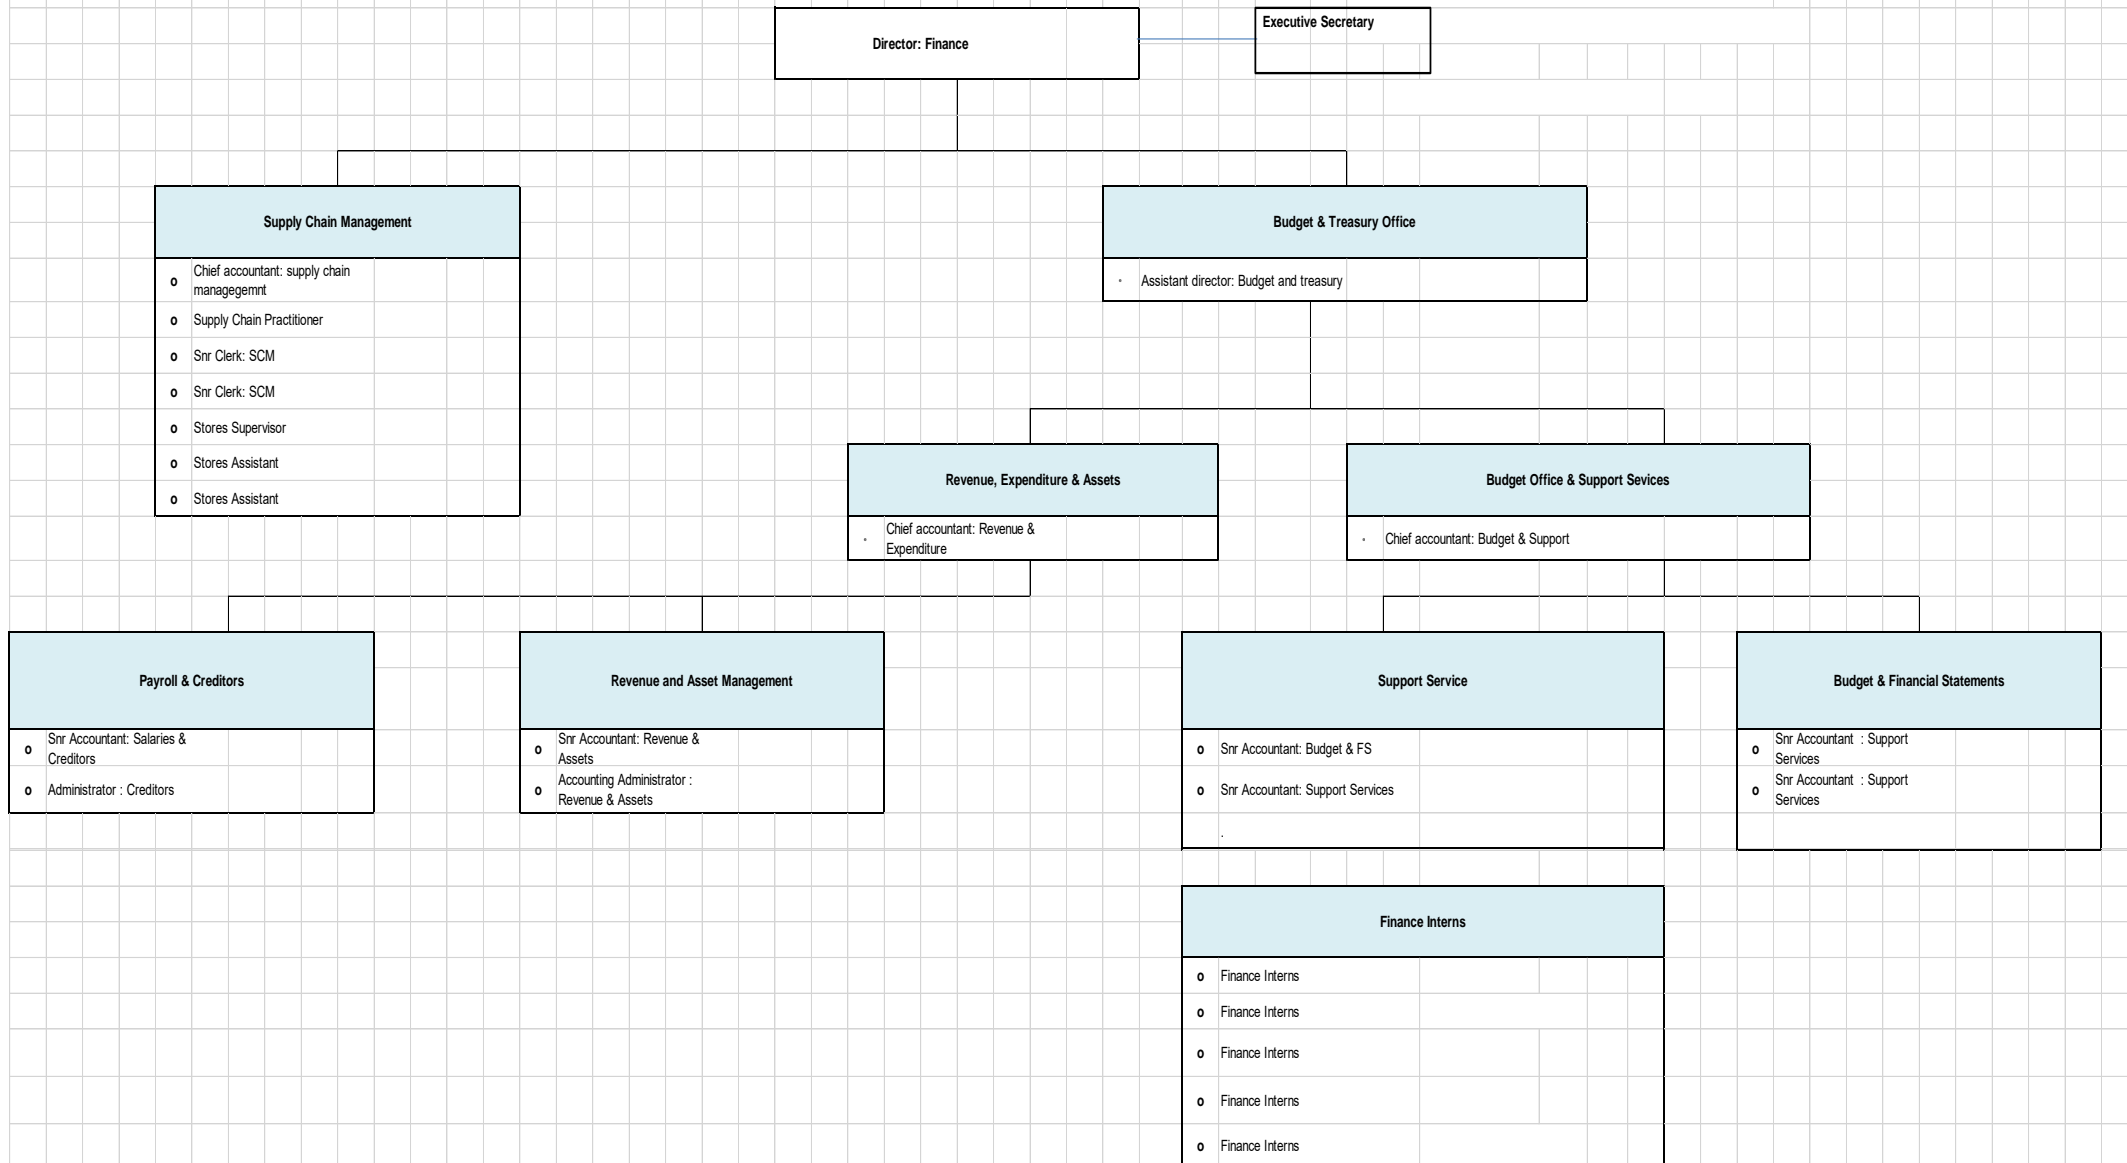 Director: Finance
Executive Secretary
Supply Chain Management
o Chief accountant: supply chain
managegemnt
o Supply Chain Practitioner
o Snr Clerk: SCM
o Snr Clerk: SCM
o Stores Supervisor
o Stores Assistant
o Stores Assistant
Budget & Treasury Office
· Assistant director: Budget and treasury
Revenue, Expenditure & Assets
· Chief accountant: Revenue &
Expenditure
Budget Office & Support Sevices
· Chief accountant: Budget & Support
Payroll & Creditors
o Snr Accountant: Salaries &
Creditors
o Administrator : Creditors
Revenue and Asset Management
o Snr Accountant: Revenue &
Assets
o Accounting Administrator :
Revenue & Assets
Support Service
o Snr Accountant: Budget & FS
o Snr Accountant: Support Services
.
Budget & Financial Statements
o Snr Accountant : Support
Services
o Snr Accountant : Support
Services
Finance Interns
o Finance Interns
o Finance Interns
o Finance Interns
o Finance Interns
o Finance Interns